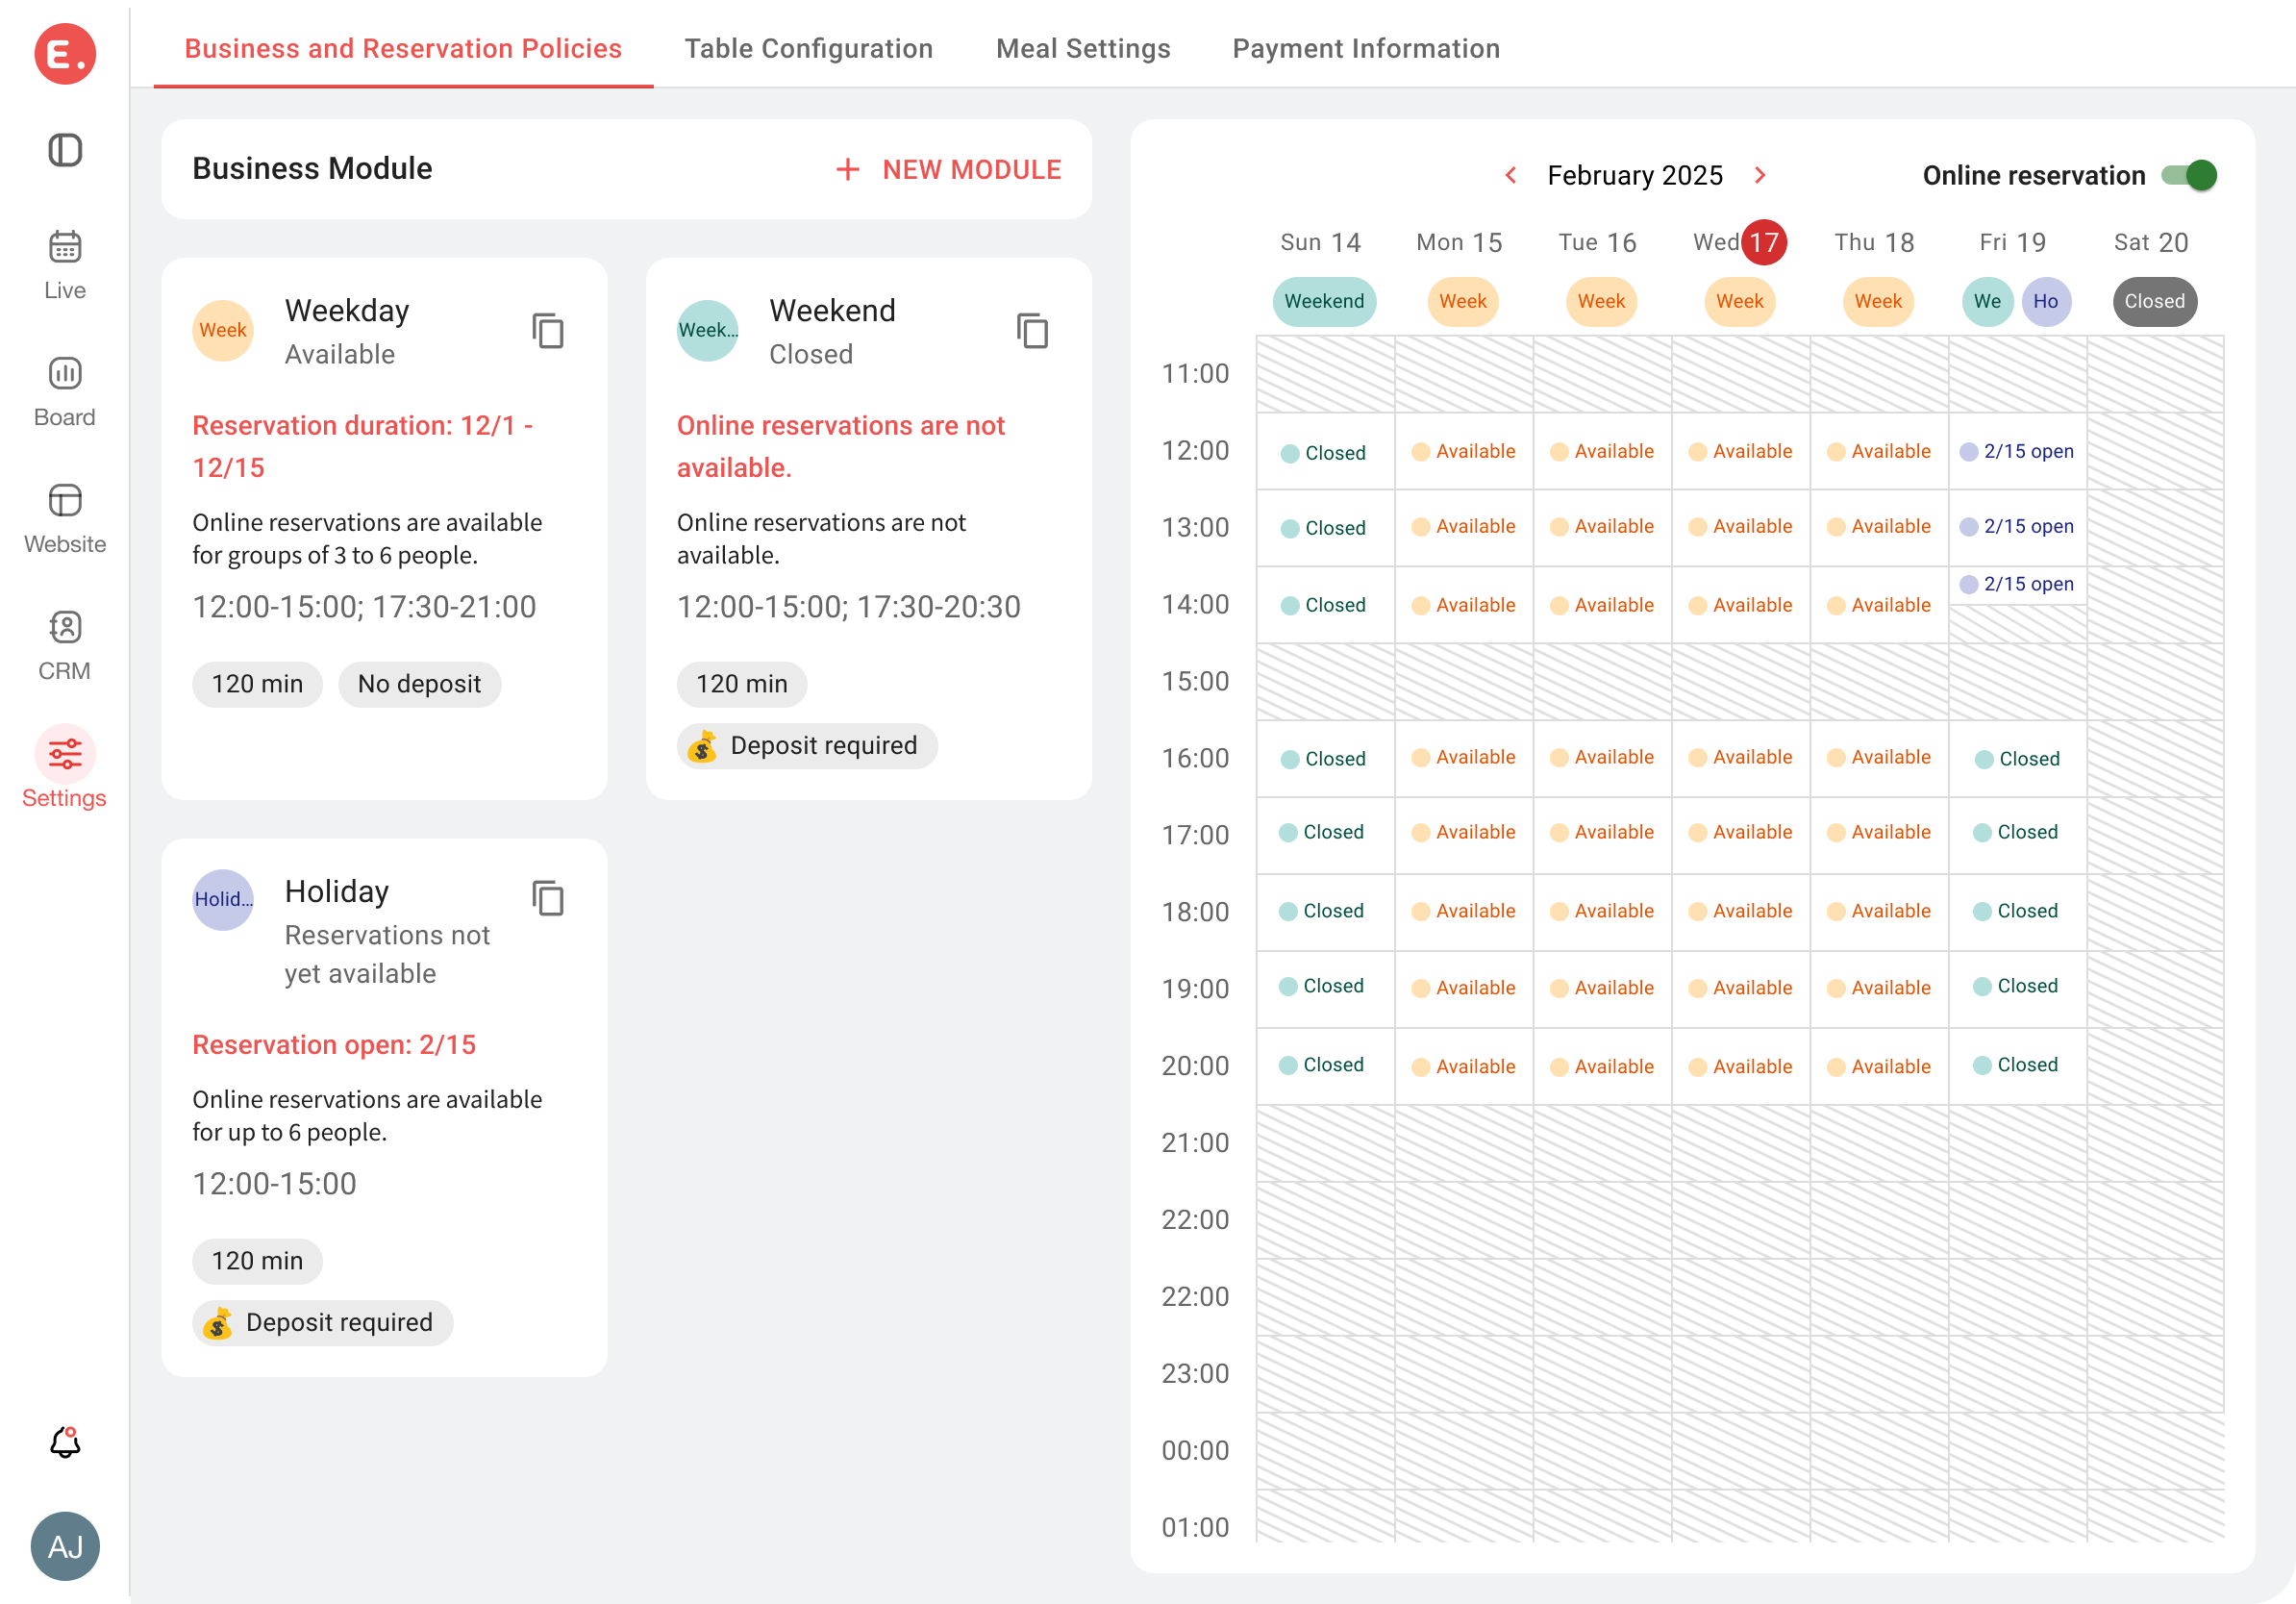 E.
Business and Reservation Policies
Table Configuration
Meal Settings
Payment Information
Live
Board
Website
CRM
Settings
AJ
Business Module
+ NEW MODULE
Week
Weekday
Available
Reservation duration: 12/1 -
12/15
Online reservations are available
for groups of 3 to 6 people.
12:00-15:00; 17:30-21:00
120 min
No deposit
Week...
Weekend
Closed
Online reservations are not
available.
Online reservations are not
available.
12:00-15:00; 17:30-20:30
120 min
Deposit required
Holid...
Holiday
Reservations not
yet available
Reservation open: 2/15
Online reservations are available
for up to 6 people.
12:00-15:00
120 min
Deposit required
February 2025
Online reservation
Sun 14 Mon 15 Tue 16 Wed 17 Thu 18 Fri 19 Sat 20
Weekend Week Week Week Week We Ho Closed
11:00
12:00 Closed Available Available Available Available 2/15 open
13:00 Closed Available Available Available Available 2/15 open
14:00 Closed Available Available Available Available 2/15 open
15:00
16:00 Closed Available Available Available Available Closed
17:00 Closed Available Available Available Available Closed
18:00 Closed Available Available Available Available Closed
19:00 Closed Available Available Available Available Closed
20:00 Closed Available Available Available Available Closed
21:00
22:00
22:00
23:00
00:00
01:00